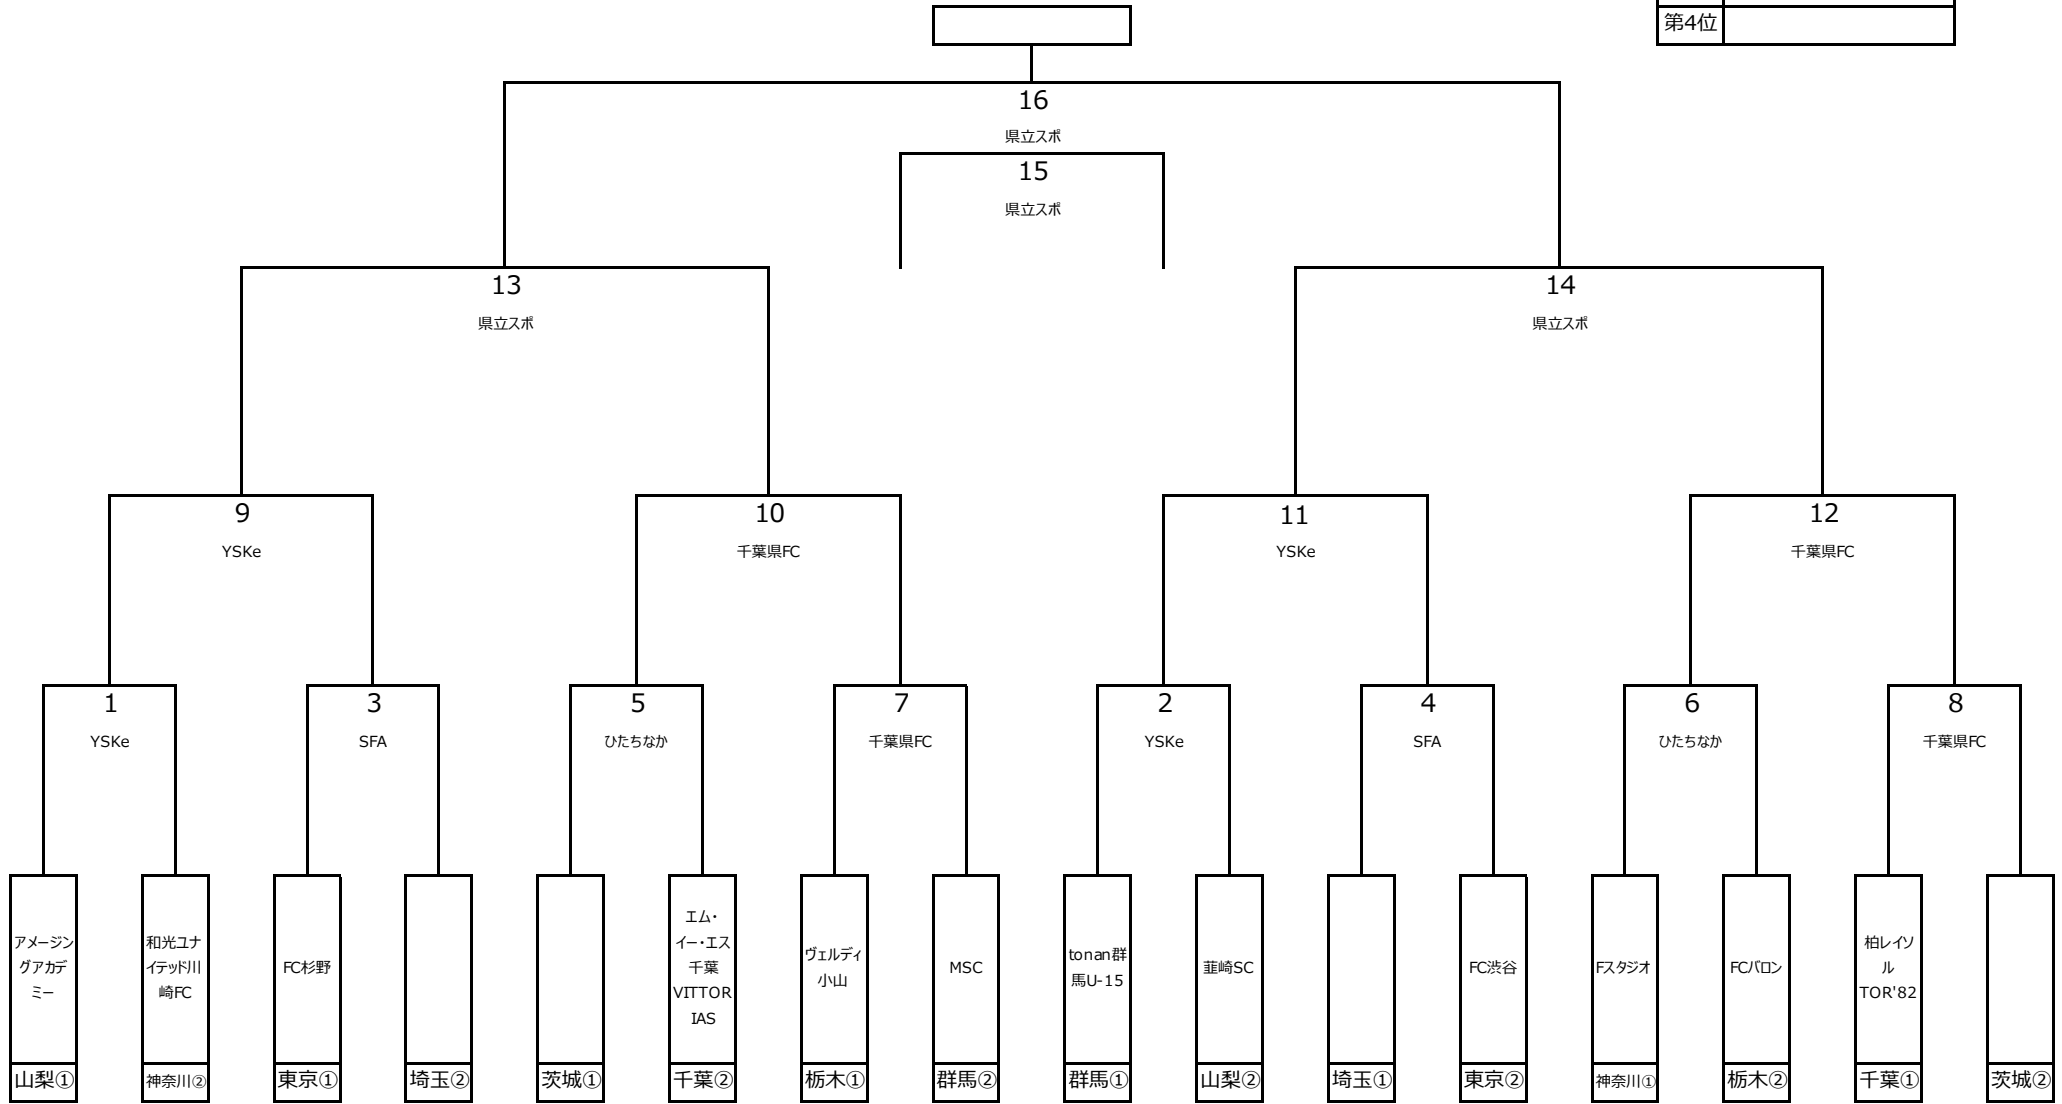 第4位
16
県立スポ
15
県立スポ
13
県立スポ
14
県立スポ
9
YSKe
10
千葉県FC
11
YSKe
12
千葉県FC
1
YSKe
3
SFA
5
ひたちなか
7
千葉県FC
2
YSKe
4
SFA
6
ひたちなか
8
千葉県FC
アメージン
グアカデ
ミー
和光ユナ
イテッド川
崎FC
FC杉野
エム・
イー・エス
千葉
VITTOR
IAS
ヴェルディ
小山
MSC
tonan群
馬U-15
韮崎SC
FC渋谷
Fスタジオ
FCバロン
柏レイソ
ル
TOR'82
山梨①
神奈川②
東京①
埼玉②
茨城①
千葉②
栃木①
群馬②
群馬①
山梨②
埼玉①
東京②
神奈川①
栃木②
千葉①
茨城②